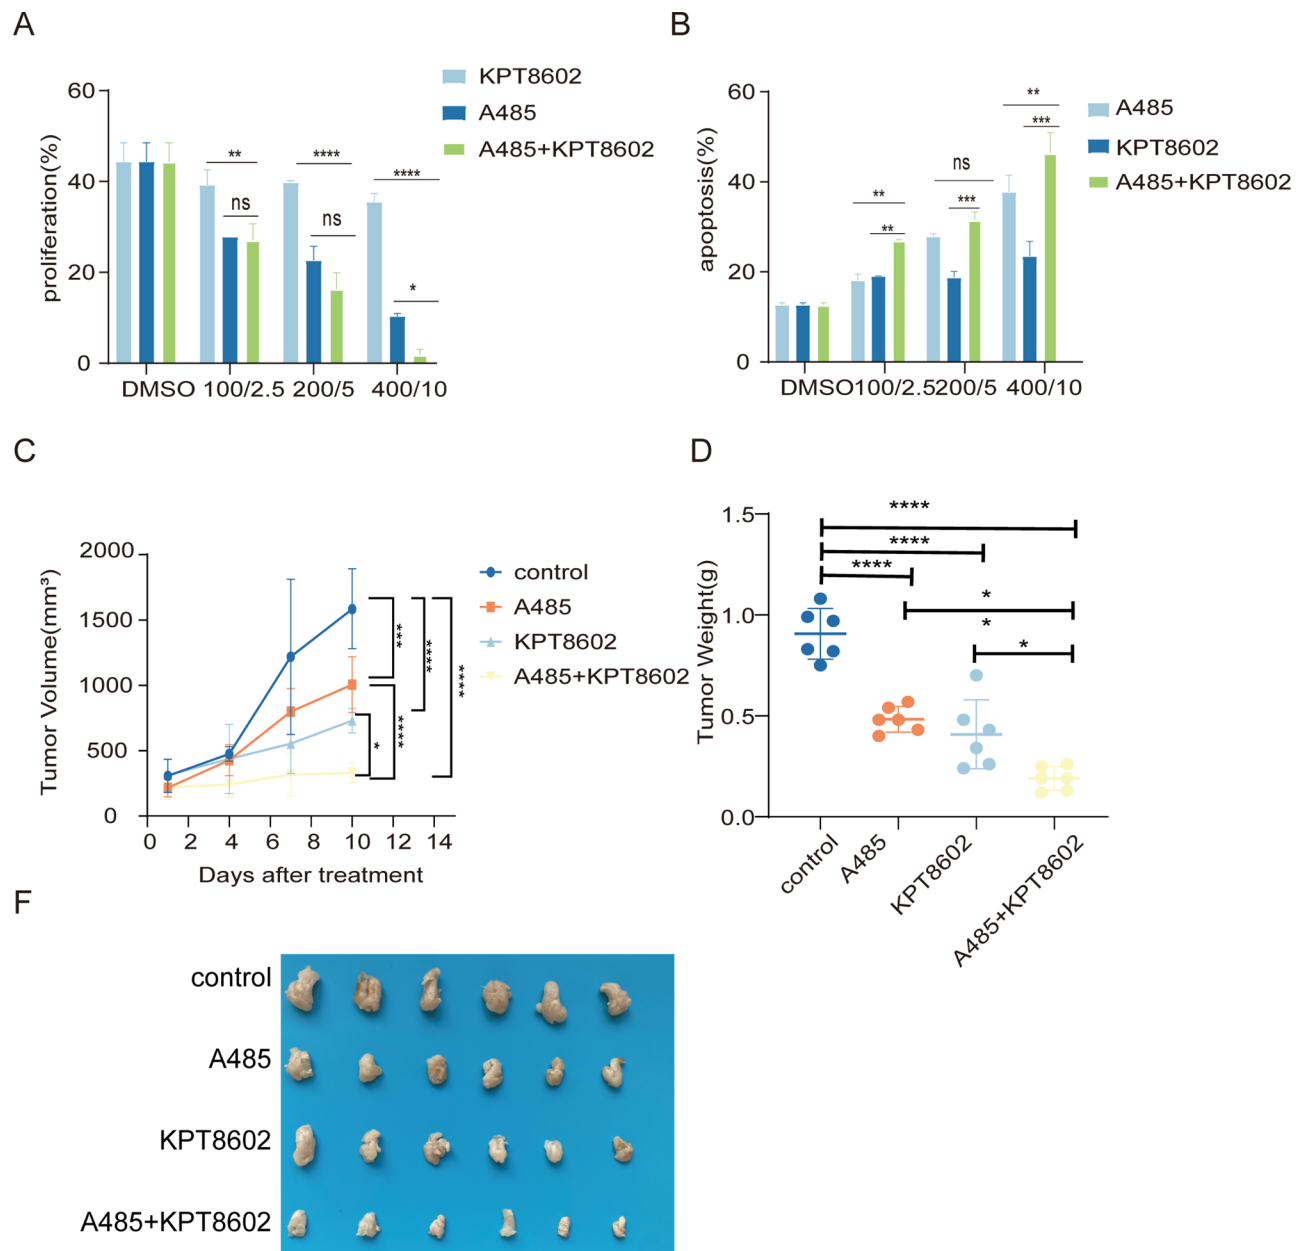 A
KPT8602
A485
A485+KPT8602
proliferation(%)
60
40
20
0
**
ns
****
ns
****
*
DMSO 100/2.5 200/5 400/10
B
A485
KPT8602
A485+KPT8602
apoptosis(%)
60
40
20
0
**
**
ns
***
**
***
DMSO100/2.5200/5 400/10
C
control
A485
KPT8602
A485+KPT8602
Tumor Volume(mm³)
2000
1500
1000
500
0
***
****
****
*
****
0 2 4 6 8 10 12 14
Days after treatment
D
Tumor Weight(g)
1.5
1.0
0.5
0.0
****
****
****
*
*
*
control
A485
KPT8602
A485+KPT8602
F
control
A485
KPT8602
A485+KPT8602